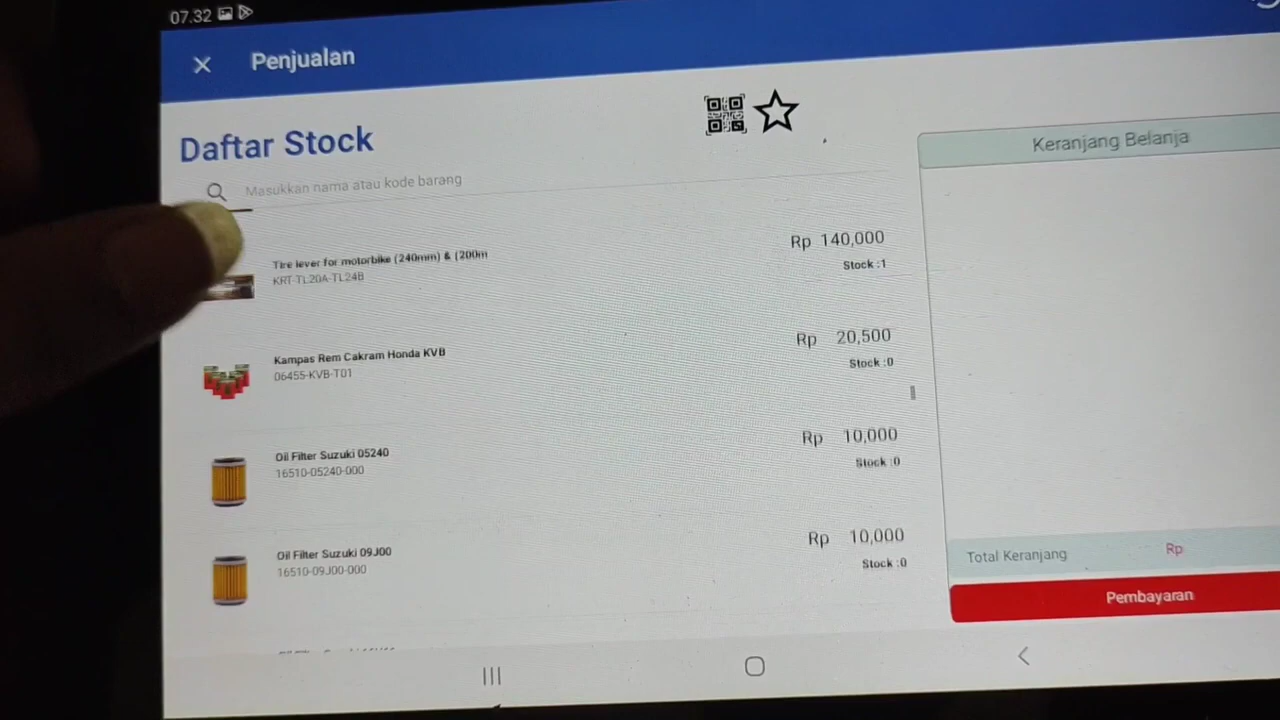 07.32
Penjualan
Daftar Stock
Masukkan nama atau kode barang
Tire lever for motorbike (240mm) & (200m
KRT-TL20A-TL24B
Rp 140,000
Stock :1
Kampas Rem Cakram Honda KVB
06455-KVB-T01
Rp 20,500
Stock :0
Oil Filter Suzuki 05240
16510-05240-000
Rp 10,000
Stock :0
Oil Filter Suzuki 09J00
16510-09J00-000
Rp 10,000
Stock :0
Keranjang Belanja
Total Keranjang Rp
Pembayaran